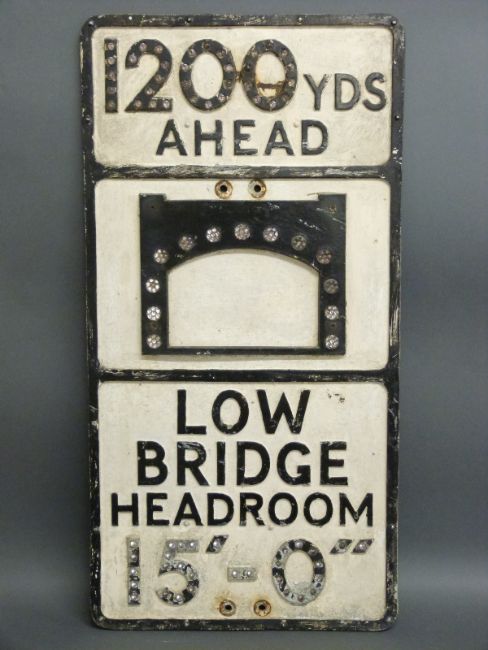 1200 YDS
AHEAD
LOW
BRIDGE
HEADROOM
15'-0"